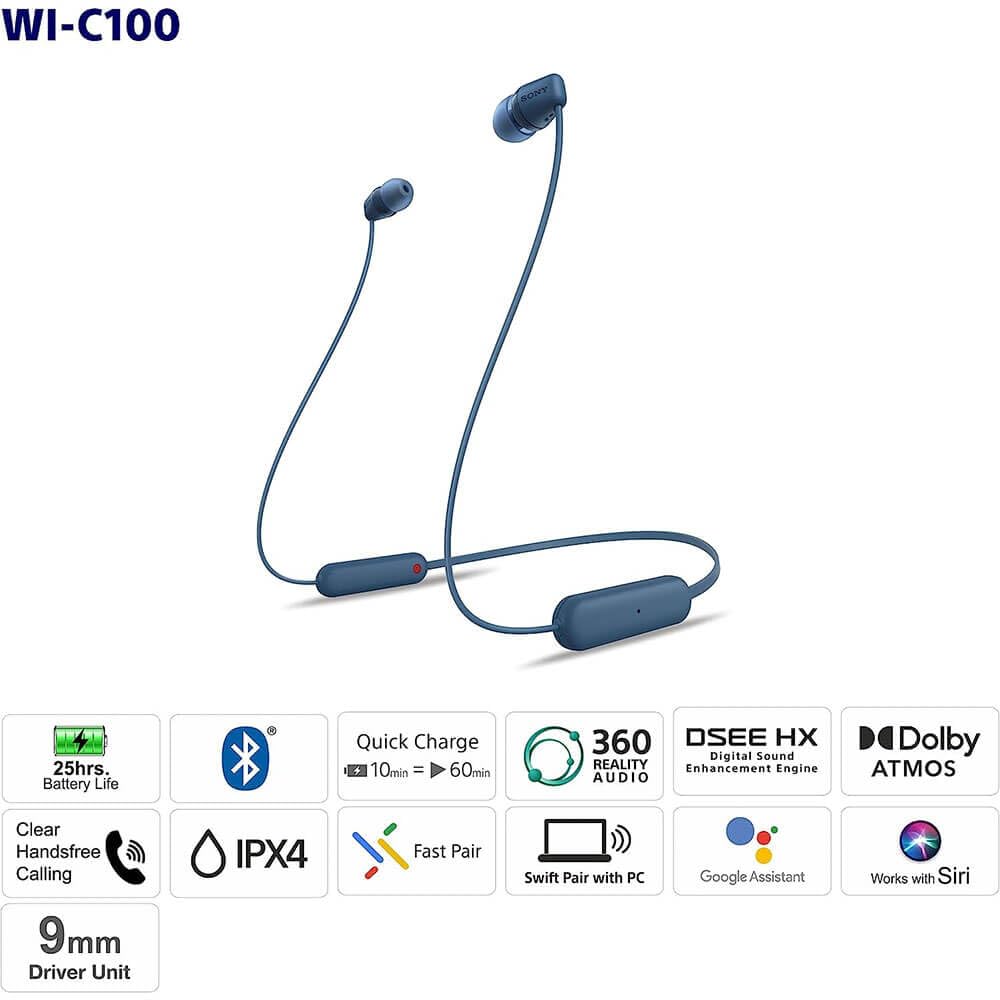 WI-C100
SONY
25hrs.
Battery Life
®
Quick Charge
10min = 60min
360
REALITY
AUDIO
DSEE HX
Digital Sound
Enhancement Engine
Dolby
ATMOS
Clear
Handsfree
Calling
IPX4
Fast Pair
Swift Pair with PC
Google Assistant
Works with Siri
9mm
Driver Unit